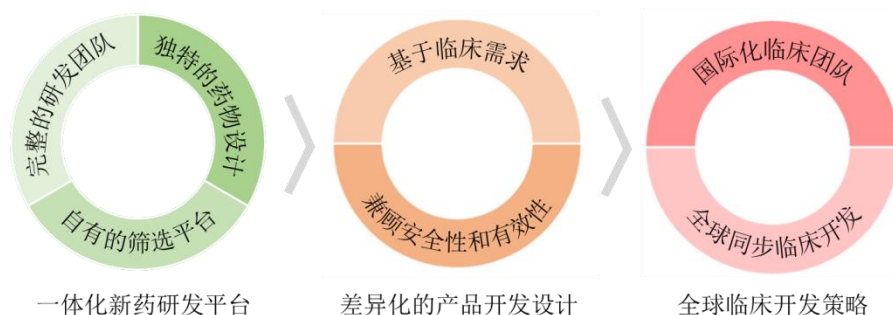 完整的研发团队
独特的药物设计
自有的筛选平台
基于临床需求
兼顾安全性和有效性
国际化临床团队
全球同步临床开发
一体化新药研发平台
差异化的产品开发设计
全球临床开发策略